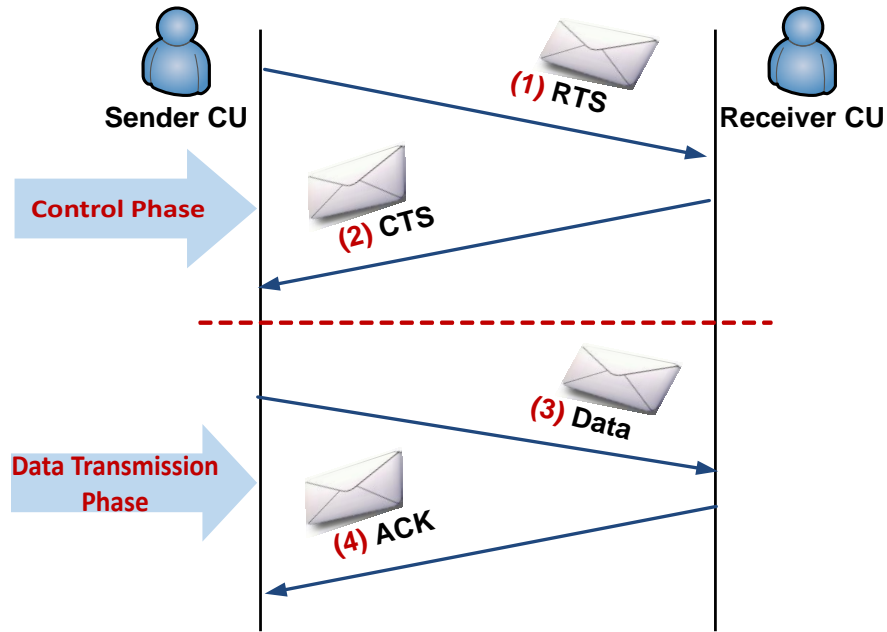 (1) RTS
Sender CU
Receiver CU
Control Phase
(2) CTS
(3) Data
Data Transmission
Phase
(4) ACK